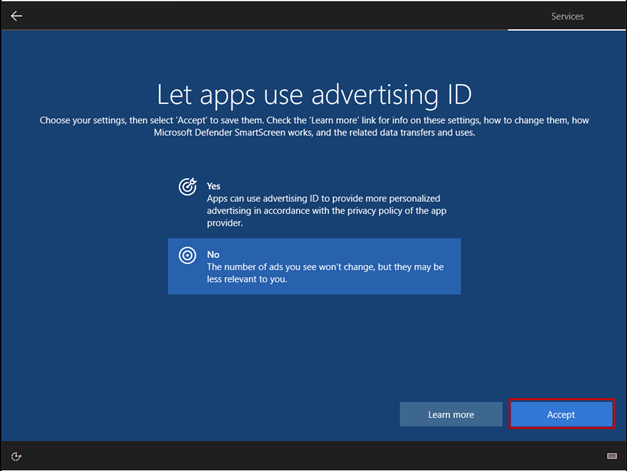 Services
Let apps use advertising ID
Choose your settings, then select 'Accept' to save them. Check the 'Learn more' link for info on these settings, how to change them, how
Microsoft Defender SmartScreen works, and the related data transfers and uses.
Yes
Apps can use advertising ID to provide more personalized
advertising in accordance with the privacy policy of the app
provider.
No
The number of ads you see won't change, but they may be
less relevant to you.
Learn more
Accept